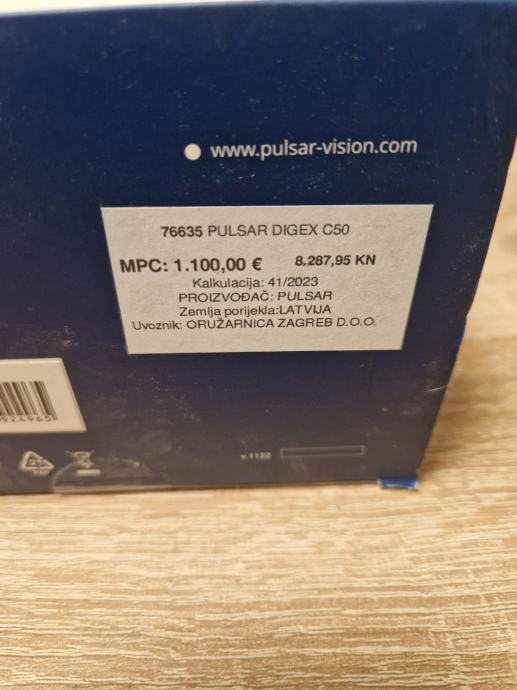 www.pulsar-vision.com
76635 PULSAR DIGEX C50
MPC: 1.100,00 € 8.287,95 KN
Kalkulacija: 41/2023
PROIZVOĐAČ: PULSAR
Zemlja porijekla:LATVIJA
Uvoznik: ORUŽARNICA ZAGREB D.O.O.
v.1122